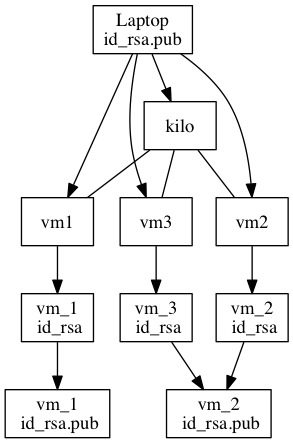 Laptop
id_rsa.pub
kilo
vm1
vm3
vm2
vm_1
id_rsa
vm_3
id_rsa
vm_2
id_rsa
vm_1
id_rsa.pub
vm_2
id_rsa.pub